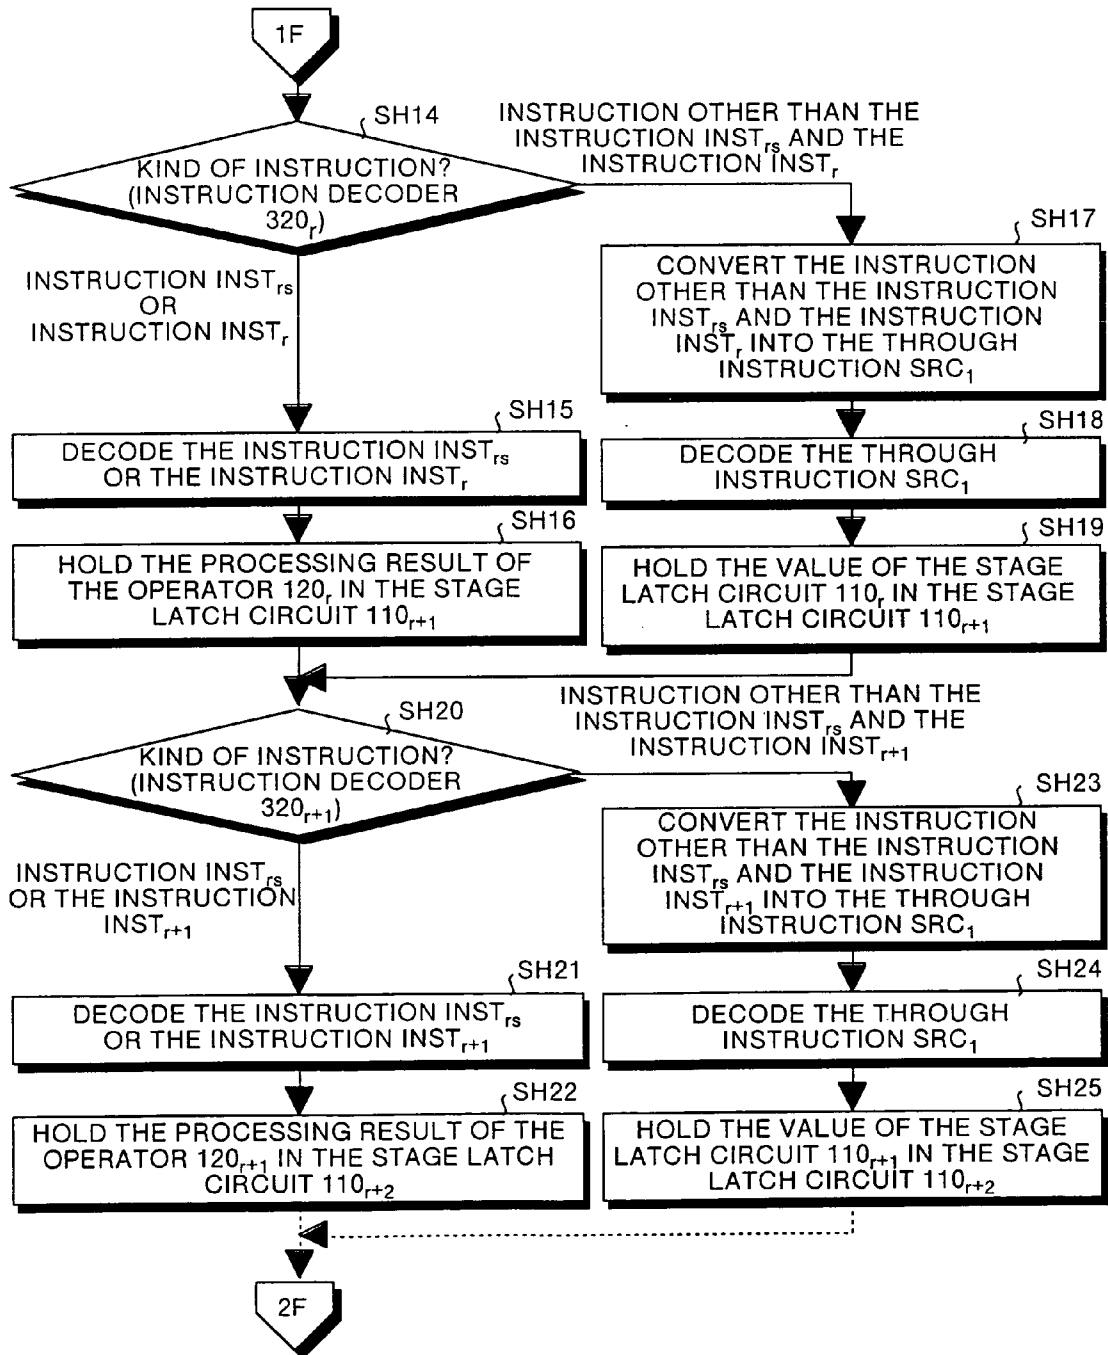 1F
SH14
INSTRUCTION OTHER THAN THE
INSTRUCTION INSTrs AND THE
INSTRUCTION INSTr
KIND OF INSTRUCTION?
(INSTRUCTION DECODER
320r)
INSTRUCTION INSTrs
OR
INSTRUCTION INSTr
SH17
CONVERT THE INSTRUCTION
OTHER THAN THE INSTRUCTION
INSTrs AND THE INSTRUCTION
INSTr INTO THE THROUGH
INSTRUCTION SRC1
SH15
DECODE THE INSTRUCTION INSTrs
OR THE INSTRUCTION INSTr
SH18
DECODE THE THROUGH
INSTRUCTION SRC1
SH16
HOLD THE PROCESSING RESULT OF
THE OPERATOR 120r IN THE STAGE
LATCH CIRCUIT 110r+1
SH19
HOLD THE VALUE OF THE STAGE
LATCH CIRCUIT 110r IN THE STAGE
LATCH CIRCUIT 110r+1
SH20
INSTRUCTION OTHER THAN THE
INSTRUCTION INSTrs AND THE
INSTRUCTION INSTr+1
KIND OF INSTRUCTION?
(INSTRUCTION DECODER
320r+1)
INSTRUCTION INSTrs
OR THE INSTRUCTION
INSTr+1
SH23
CONVERT THE INSTRUCTION
OTHER THAN THE INSTRUCTION
INSTrs AND THE INSTRUCTION
INSTr+1 INTO THE THROUGH
INSTRUCTION SRC1
SH21
DECODE THE INSTRUCTION INSTrs
OR THE INSTRUCTION INSTr+1
SH24
DECODE THE THROUGH
INSTRUCTION SRC1
SH22
HOLD THE PROCESSING RESULT OF THE
OPERATOR 120r+1 IN THE STAGE LATCH
CIRCUIT 110r+2
SH25
HOLD THE VALUE OF THE STAGE
LATCH CIRCUIT 110r+1 IN THE STAGE
LATCH CIRCUIT 110r+2
2F